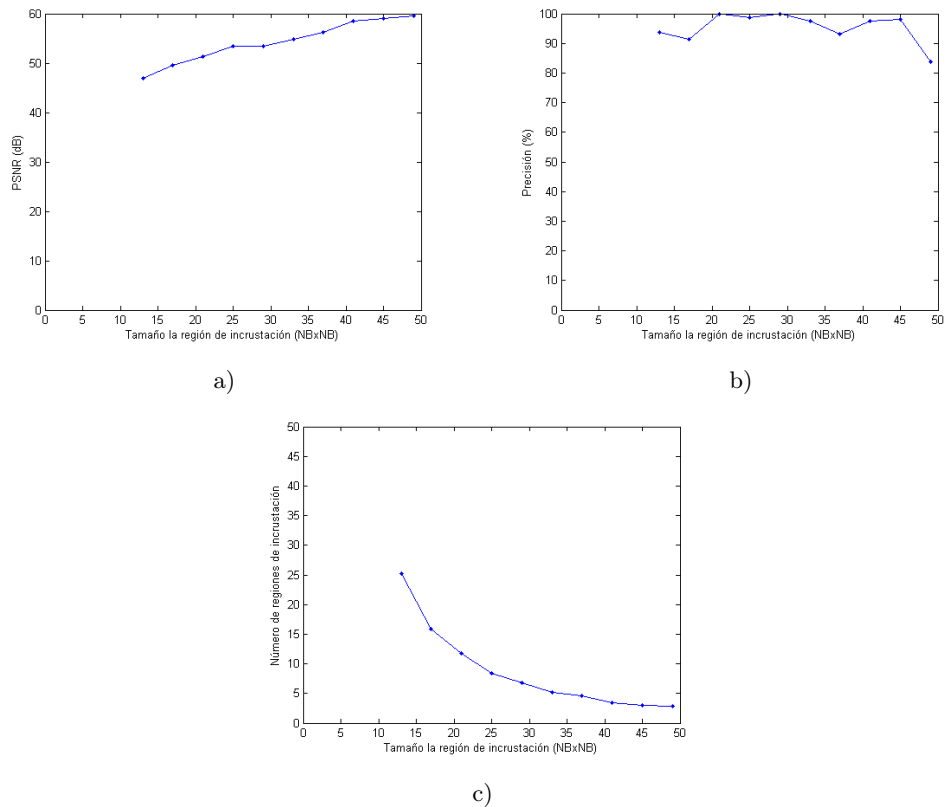 60
50
40
30
20
10
0
PSNR (dB)
0 5 10 15 20 25 30 35 40 45 50
Tamaño la región de incrustación (NBxNB)
a)
100
90
80
70
60
50
40
30
20
10
0
Precisión (%)
0 5 10 15 20 25 30 35 40 45 50
Tamaño la región de incrustación (NBxNB)
b)
50
45
40
35
30
25
20
15
10
5
0
Número de regiones de incrustación
0 5 10 15 20 25 30 35 40 45 50
Tamaño la región de incrustación (NBxNB)
c)